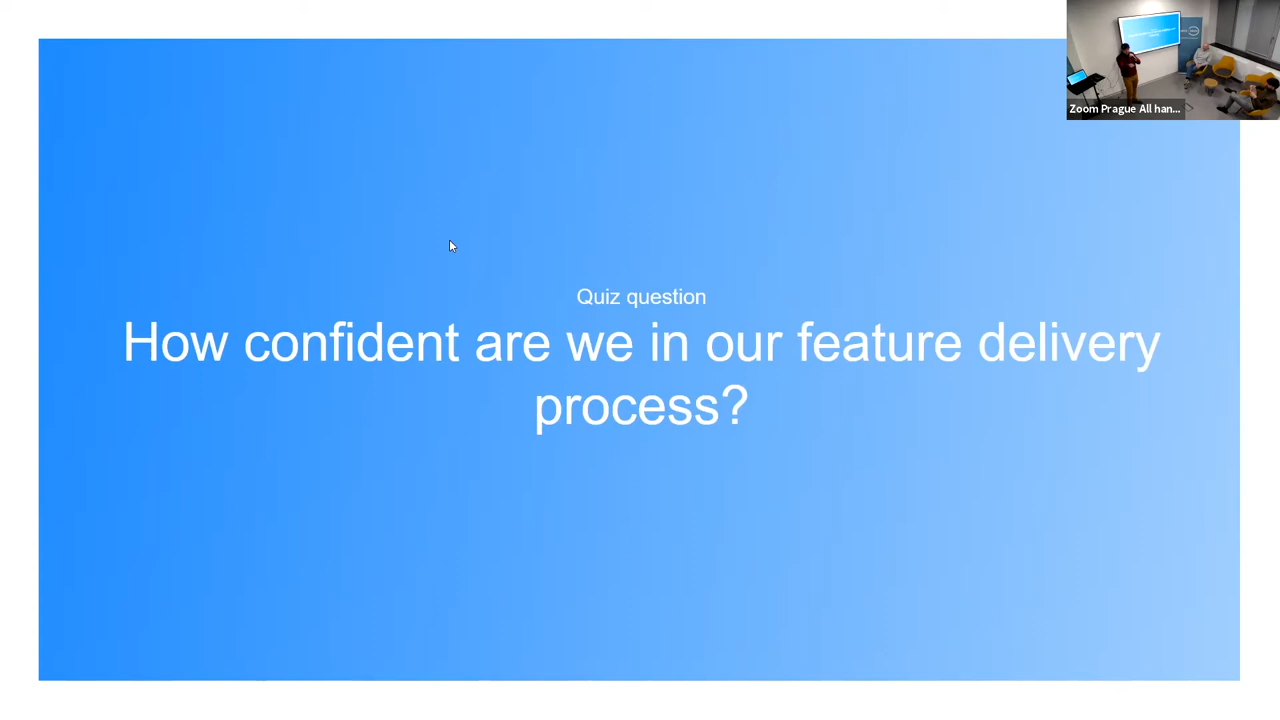 Zoom Prague All han...
Quiz question
How confident are we in our feature delivery
process?